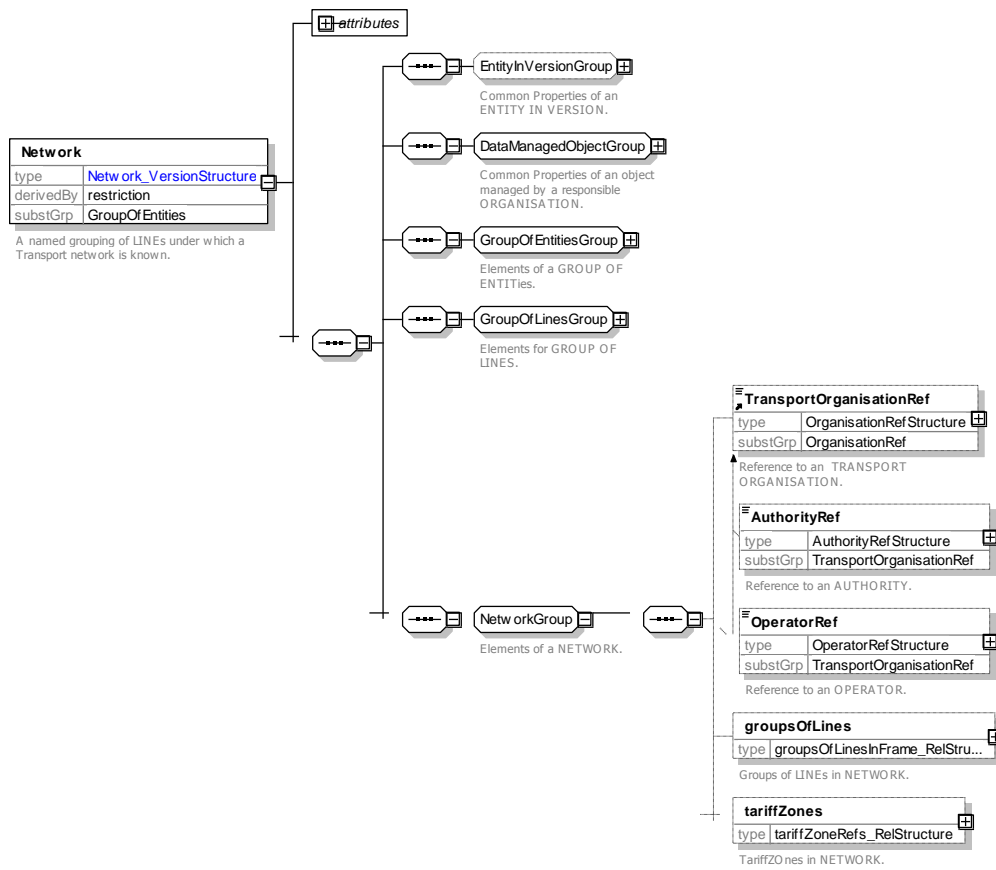 attributes
EntityInVersionGroup
Common Properties of an
ENTITY IN VERSION.
Network
type Network_VersionStructure
derivedBy restriction
substGrp GroupOfEntities
A named grouping of LINEs under which a
Transport network is known.
DataManagedObjectGroup
Common Properties of an object
managed by a responsible
ORGANISATION.
GroupOfEntitiesGroup
Elements of a GROUP OF
ENTITies.
GroupOfLinesGroup
Elements for GROUP OF
LINES.
TransportOrganisationRef
type OrganisationRefStructure
substGrp OrganisationRef
Reference to an TRANSPORT
ORGANISATION.
AuthorityRef
type AuthorityRefStructure
substGrp TransportOrganisationRef
Reference to an AUTHORITY.
NetworkGroup
Elements of a NETWORK.
OperatorRef
type OperatorRefStructure
substGrp TransportOrganisationRef
Reference to an OPERATOR.
groupsOfLines
type groupsOfLinesInFrame_RelStru...
Groups of LINEs in NETWORK.
tariffZones
type tariffZoneRefs_RelStructure
TariffZOnes in NETWORK.